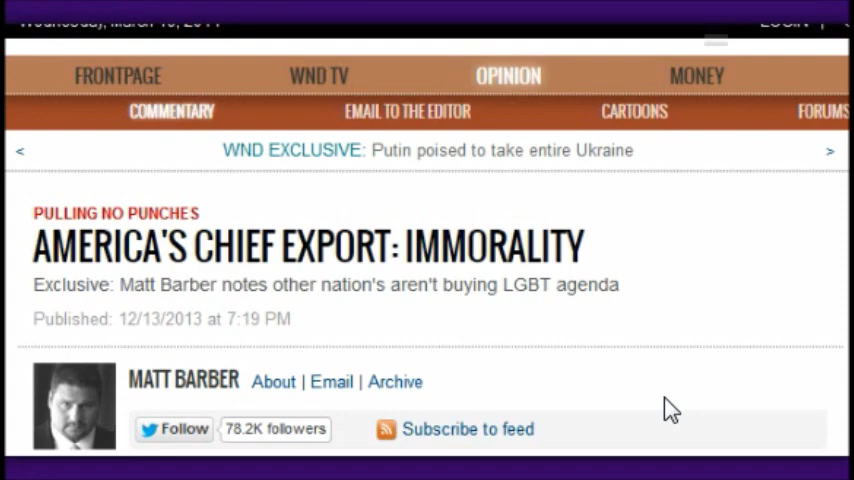 FRONTPAGE WND TV OPINION MONEY
COMMENTARY EMAIL TO THE EDITOR CARTOONS FORUMS
< WND EXCLUSIVE: Putin poised to take entire Ukraine >
PULLING NO PUNCHES
AMERICA'S CHIEF EXPORT: IMMORALITY
Exclusive: Matt Barber notes other nation's aren't buying LGBT agenda
Published: 12/13/2013 at 7:19 PM
MATT BARBER About | Email | Archive
Follow 78.2K followers Subscribe to feed